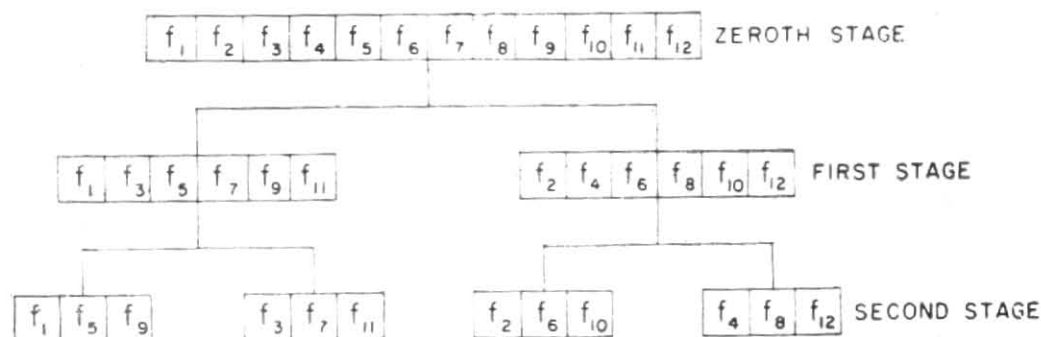 f₁ f₂ f₃ f₄ f₅ f₆ f₇ f₈ f₉ f₁₀ f₁₁ f₁₂ ZEROTH STAGE
f₁ f₃ f₅ f₇ f₉ f₁₁ f₂ f₄ f₆ f₈ f₁₀ f₁₂ FIRST STAGE
f₁ f₅ f₉ f₃ f₇ f₁₁ f₂ f₆ f₁₀ f₄ f₈ f₁₂ SECOND STAGE